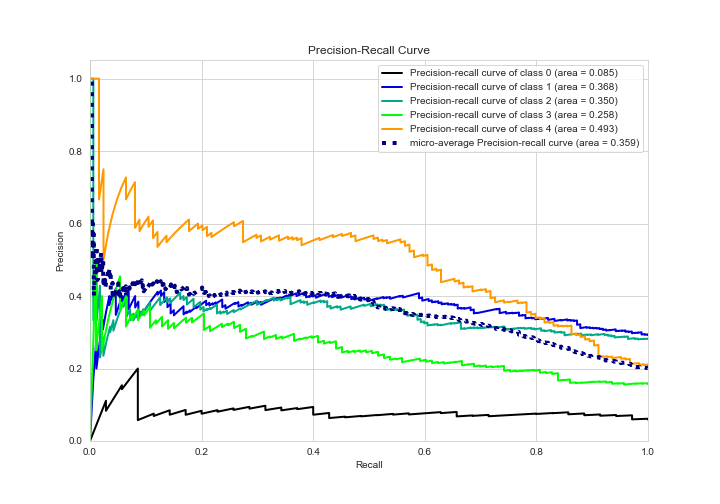 Precision-Recall Curve
Precision-recall curve of class 0 (area = 0.085)
Precision-recall curve of class 1 (area = 0.368)
Precision-recall curve of class 2 (area = 0.350)
Precision-recall curve of class 3 (area = 0.258)
Precision-recall curve of class 4 (area = 0.493)
micro-average Precision-recall curve (area = 0.359)
Precision
1.0
0.8
0.6
0.4
0.2
0.0
0.0 0.2 0.4 0.6 0.8 1.0
Recall